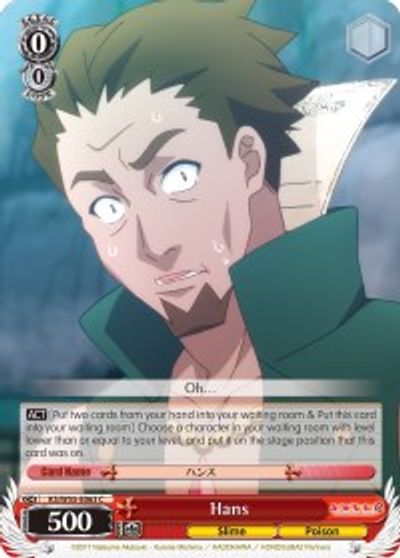 0
0
Oh...
ACT [Put two cards from your hand into your waiting room & Put this card
into your waiting room] Choose a character in your waiting room with level
lower than or equal to your level, and put it on the stage position that this
card was on.
Card Name ハンス
Hans
500
Slime Poison